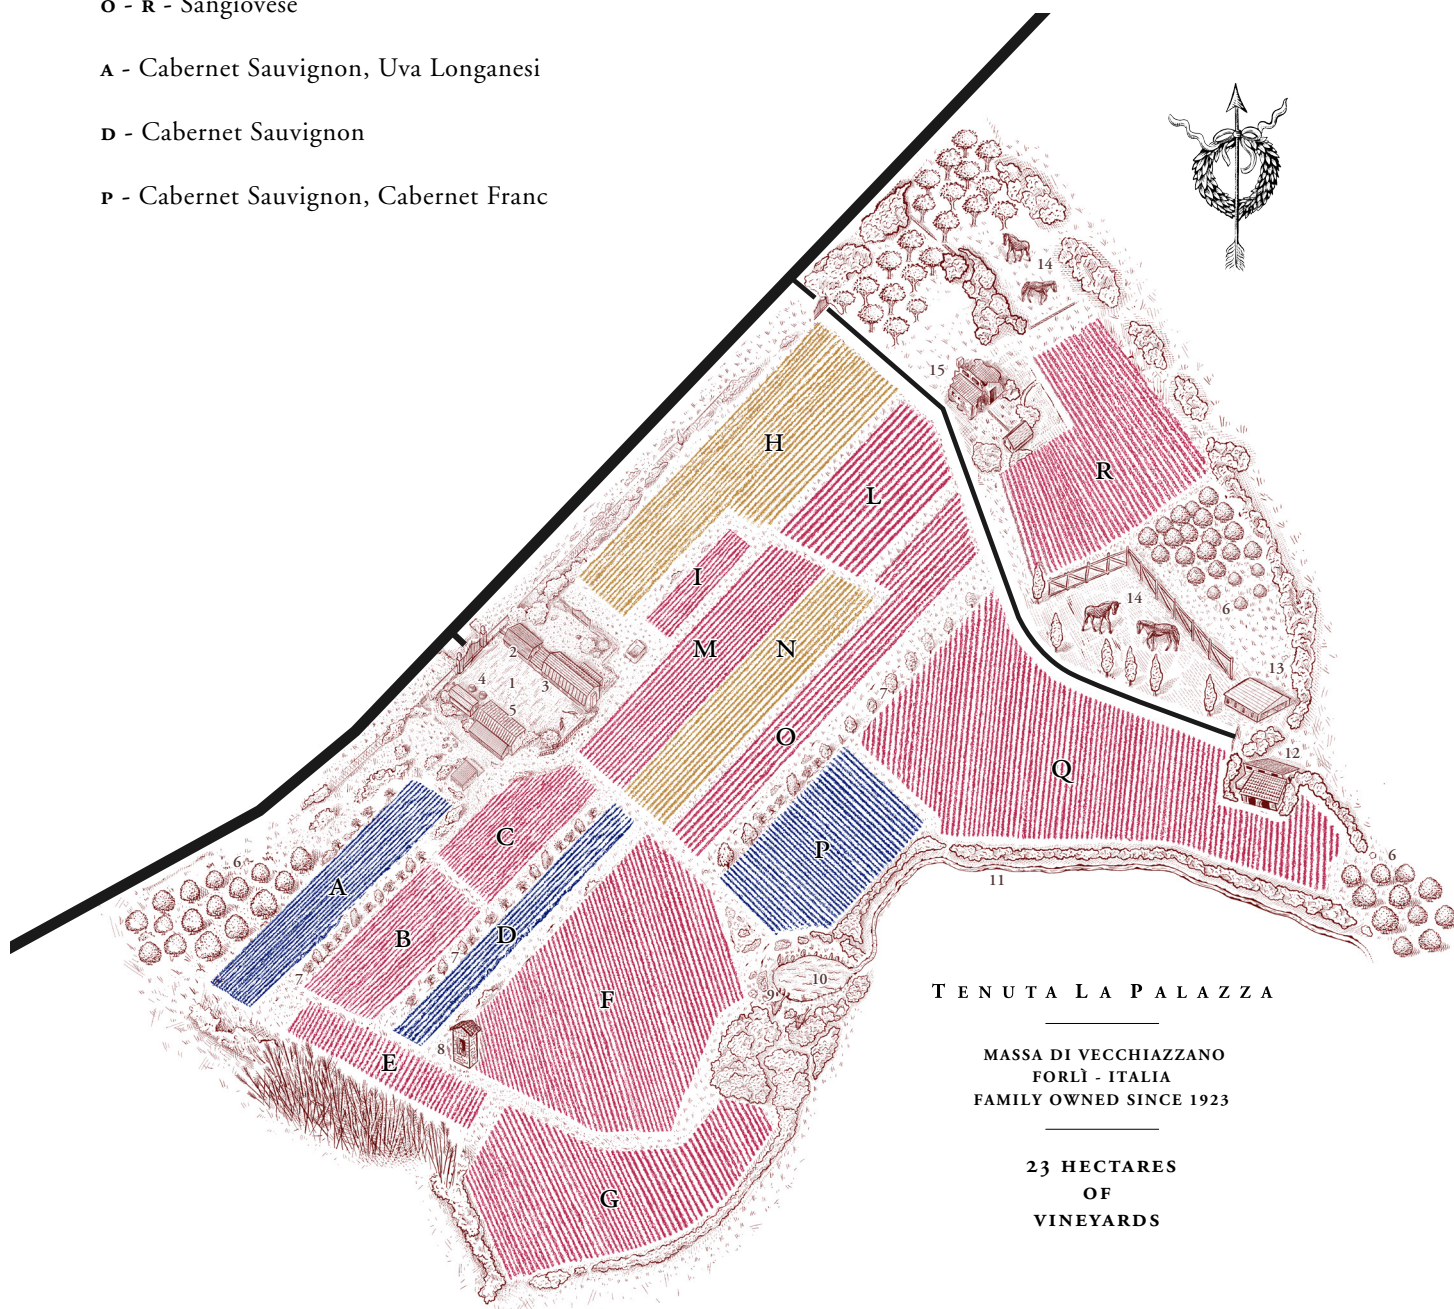 O - R - Sangiovese
A - Cabernet Sauvignon, Uva Longanesi
D - Cabernet Sauvignon
P - Cabernet Sauvignon, Cabernet Franc
14
15
H
L
R
I
14
6
M
N
2
13
4
1
3
7
5
O
12
Q
C
P
6
6
A
11
D
B
7
7
10
9
F
TENUTA LA PALAZZA
8
E
MASSA DI VECCHIAZZANO
FORLÌ - ITALIA
FAMILY OWNED SINCE 1923
23 HECTARES
OF
VINEYARDS
G